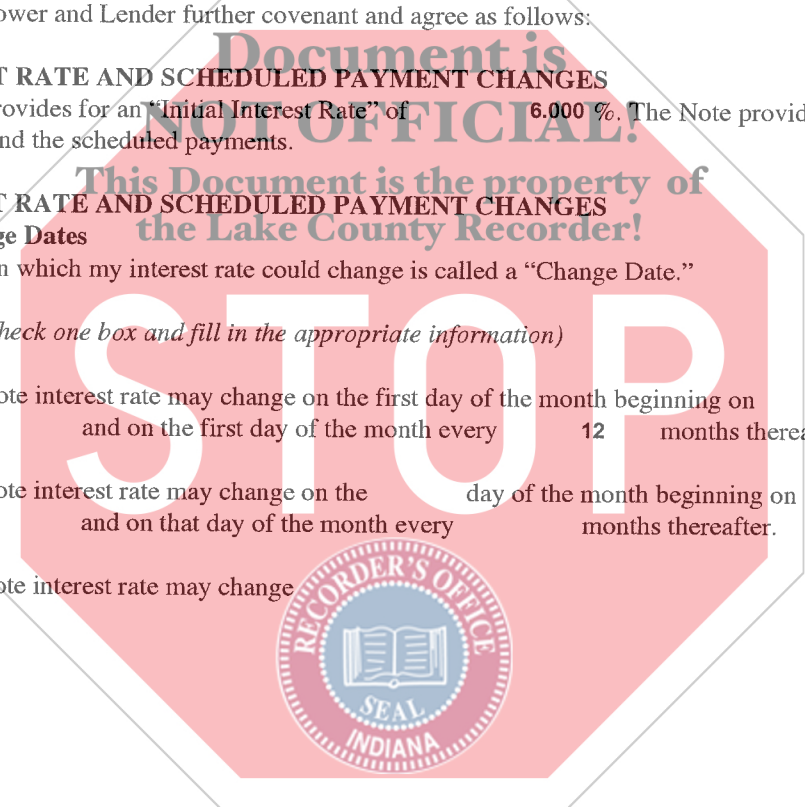 ower and Lender further covenant and agree as follows:
Document is
T RATE AND SCHEDULED PAYMENT CHANGES
rovides for an “Initial Interest Rate” of 6.000 %. The Note provid
NOT OFFICIAL!
nd the scheduled payments.
This Document is the property of
T RATE AND SCHEDULED PAYMENT CHANGES
the Lake County Recorder!
ge Dates
n which my interest rate could change is called a “Change Date.”
STOP
heck one box and fill in the appropriate information)
ote interest rate may change on the first day of the month beginning on
and on the first day of the month every 12 months therea
ote interest rate may change on the day of the month beginning on
and on that day of the month every months thereafter.
ote interest rate may change
RECORDER'S OFFICE
SEAL
INDIANA